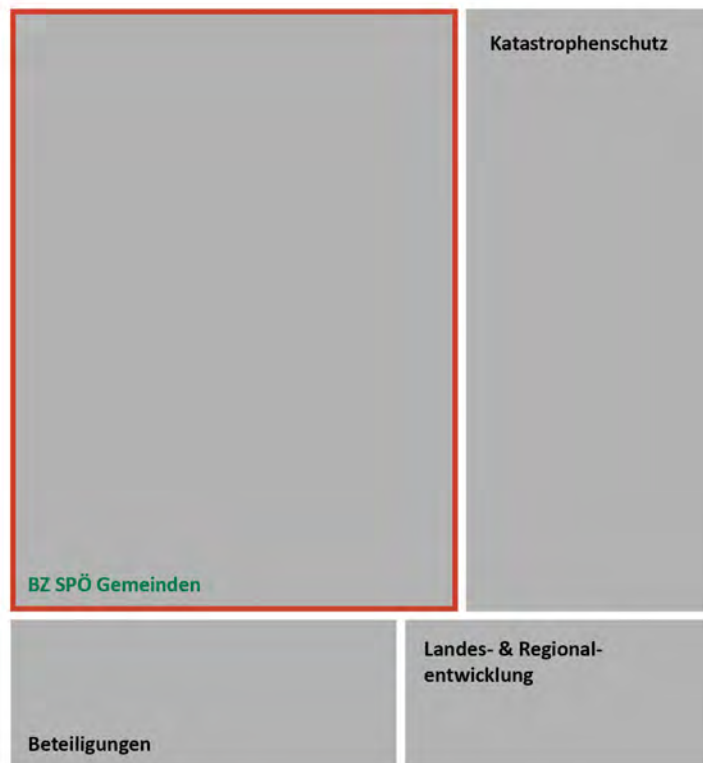 Katastrophenschutz
BZ SPÖ Gemeinden
Landes- & Regional-
entwicklung
Beteiligungen